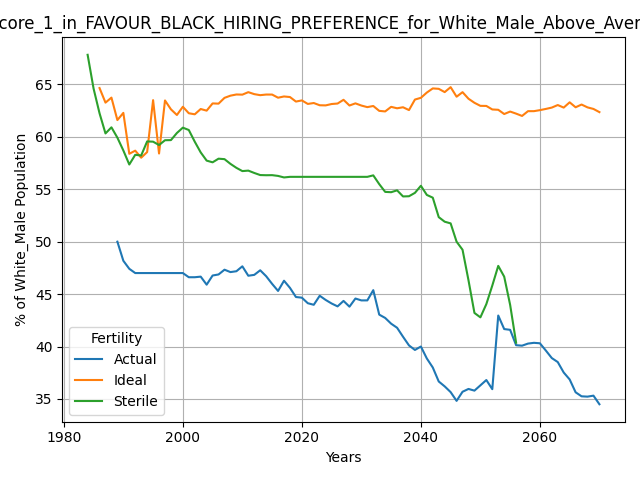 core_1_in_FAVOUR_BLACK_HIRING_PREFERENCE_for_White_Male_Above_Aver
% of White_Male Population
65
60
55
50
45
40
35
Fertility
Actual
Ideal
Sterile
1980
2000
2020
2040
2060
Years